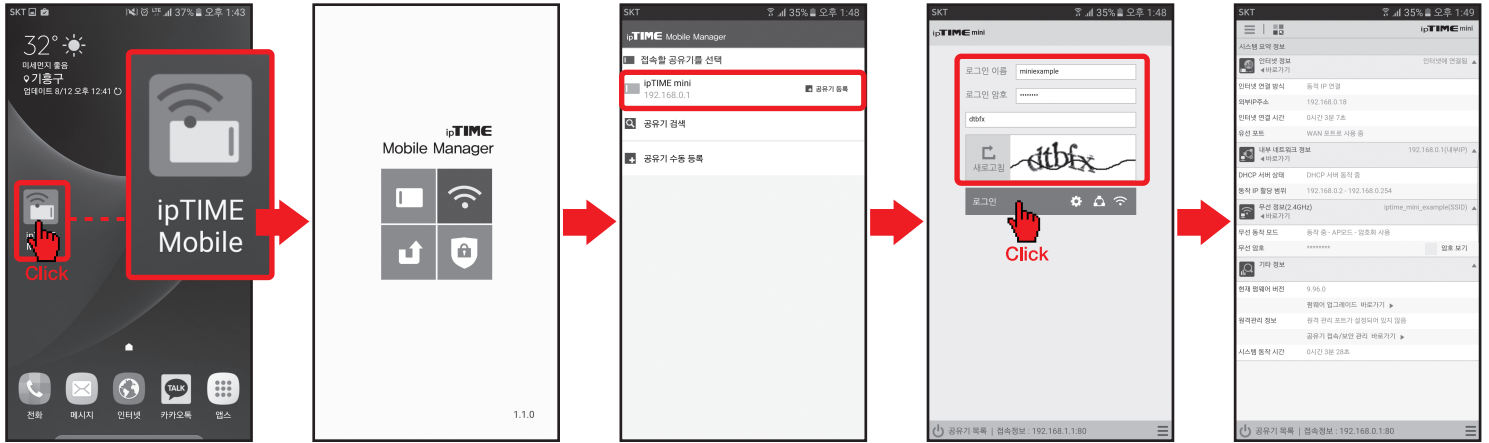 SKT
LTE
37%
오후 1:43
32°
미세먼지 좋음
기흥구
업데이트 8/12 오후 12:41
Click
ipTIME
Mobile
전화
메시지
인터넷
TALK
카카오톡
앱스
ipTIME
Mobile Manager
1.1.0
SKT
35%
오후 1:48
ipTIME Mobile Manager
접속할 공유기를 선택
ipTIME mini
192.168.0.1
공유기 등록
공유기 검색
공유기 수동 등록
SKT
35%
오후 1:48
ipTIME mini
로그인 이름
miniexample
로그인 암호
••••••••
dtbfx
새로고침
dtbfx
로그인
Click
공유기 목록 | 접속정보 : 192.168.1.1:80
SKT
35%
오후 1:49
ipTIME mini
시스템 요약 정보
인터넷 정보
인터넷에 연결됨
◂바로가기
인터넷 연결 방식 동적 IP 연결
외부IP주소 192.168.0.18
인터넷 연결 시간 0시간 3분 7초
유선 포트 WAN 포트로 사용 중
내부 네트워크 정보
192.168.0.1(내부IP)
◂바로가기
DHCP 서버 상태 DHCP 서버 동작 중
동적 IP 할당 범위 192.168.0.2 - 192.168.0.254
무선 정보(2.4GHz)
iptime_mini_example(SSID)
◂바로가기
무선 동작 모드 동작 중 - AP모드 - 암호화 사용
무선 암호 ********
암호 보기
기타 정보
현재 펌웨어 버전 9.96.0
펌웨어 업그레이드 바로가기 ▸
원격관리 정보 원격 관리 포트가 설정되어 있지 않음
공유기 접속/보안 관리 바로가기 ▸
시스템 동작 시간 0시간 3분 28초
공유기 목록 | 접속정보 : 192.168.0.1:80